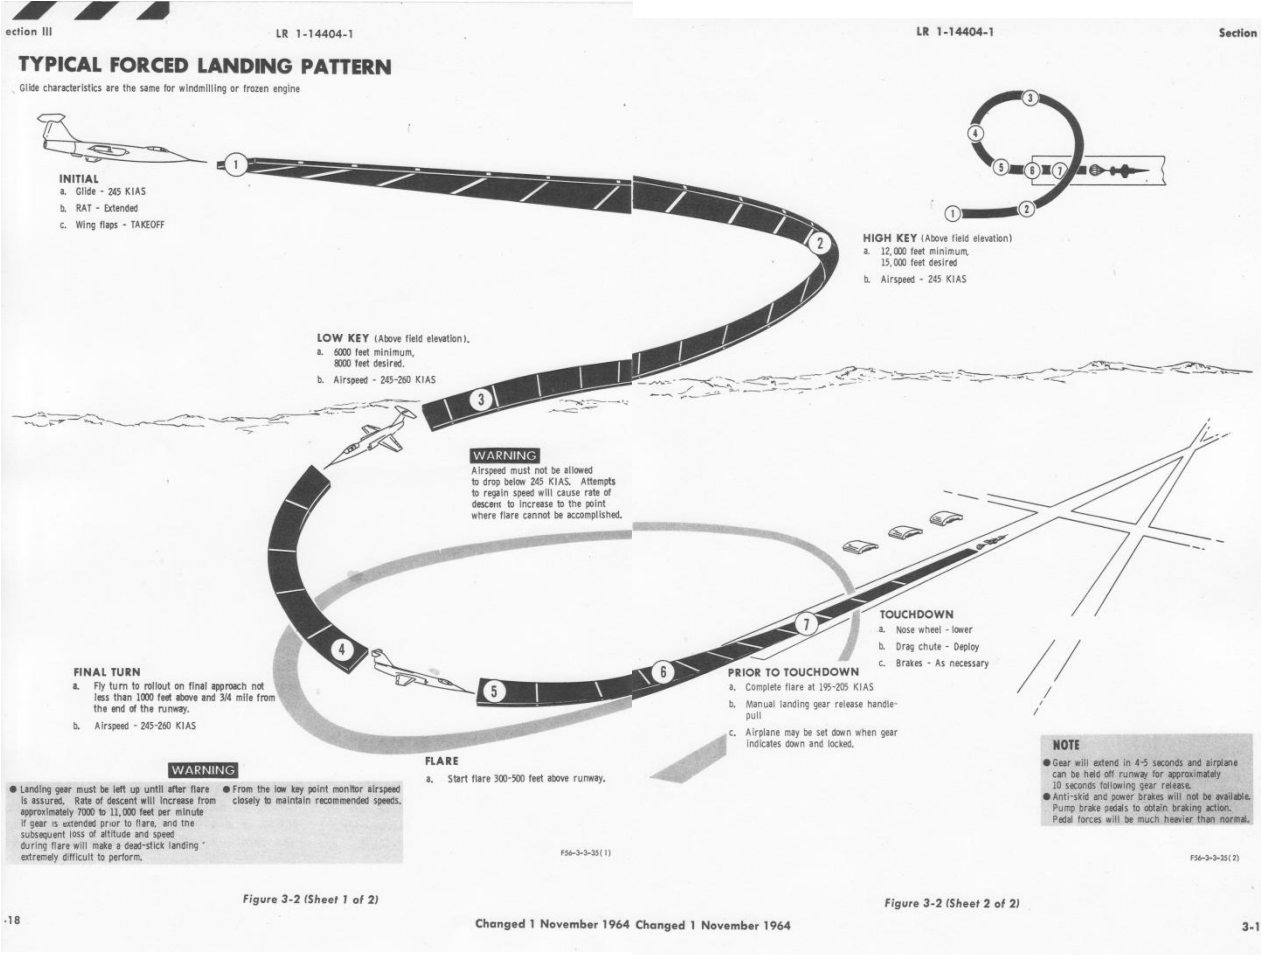 ection III
LR 1-14404-1
TYPICAL FORCED LANDING PATTERN
Glide characteristics are the same for windmilling or frozen engine
1
INITIAL
a. Glide - 245 KIAS
b. RAT - Extended
c. Wing flaps - TAKEOFF
LOW KEY (Above field elevation).
a. 6000 feet minimum,
8000 feet desired.
b. Airspeed - 245-260 KIAS
3
WARNING
Airspeed must not be allowed
to drop below 245 KIAS. Attempts
to regain speed will cause rate of
descent to increase to the point
where flare cannot be accomplished.
4
FINAL TURN
a. Fly turn to rollout on final approach not
less than 1000 feet above and 3/4 mile from
the end of the runway.
b. Airspeed - 245-260 KIAS
5
FLARE
a. Start flare 300-500 feet above runway.
WARNING
● Landing gear must be left up until after flare
is assured. Rate of descent will increase from
approximately 7000 to 11,000 feet per minute
if gear is extended prior to flare, and the
subsequent loss of altitude and speed
during flare will make a dead-stick landing
extremely difficult to perform.
● From the low key point monitor airspeed
closely to maintain recommended speeds.
F56-3-3-35(1)
Figure 3-2 (Sheet 1 of 2)
-18
Changed 1 November 1964
LR 1-14404-1
Section
3
4
5
6
7
1
2
2
HIGH KEY (Above field elevation)
a. 12,000 feet minimum,
15,000 feet desired
b. Airspeed - 245 KIAS
7
TOUCHDOWN
a. Nose wheel - lower
b. Drag chute - Deploy
c. Brakes - As necessary
6
PRIOR TO TOUCHDOWN
a. Complete flare at 195-205 KIAS
b. Manual landing gear release handle-
pull
c. Airplane may be set down when gear
indicates down and locked.
NOTE
● Gear will extend in 4-5 seconds and airplane
can be held off runway for approximately
10 seconds following gear release.
● Anti-skid and power brakes will not be available.
Pump brake pedals to obtain braking action.
Pedal forces will be much heavier than normal.
F56-3-3-35(2)
Figure 3-2 (Sheet 2 of 2)
Changed 1 November 1964
3-1